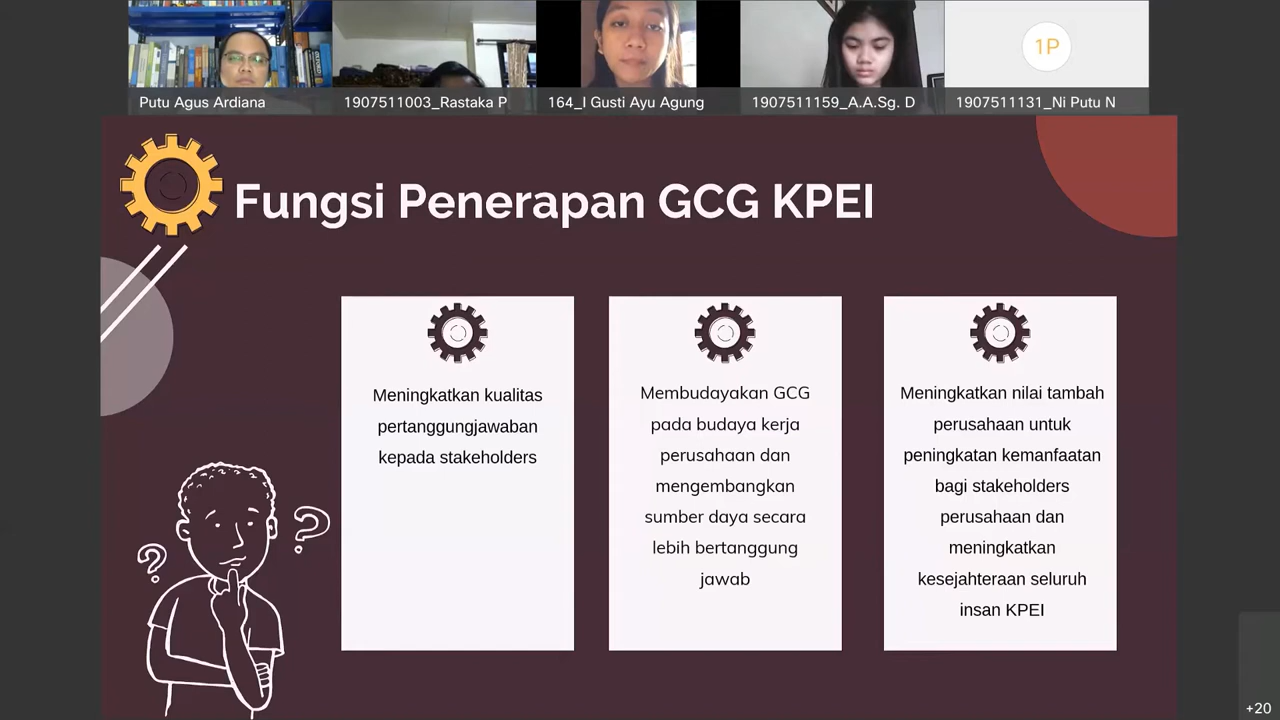 Putu Agus Ardiana
1907511003_Rastaka P
164_I Gusti Ayu Agung
1907511159_A.A.Sg. D
1P
1907511131_Ni Putu N
Fungsi Penerapan GCG KPEI
Meningkatkan kualitas
pertanggungjawaban
kepada stakeholders
Membudayakan GCG
pada budaya kerja
perusahaan dan
mengembangkan
sumber daya secara
lebih bertanggung
jawab
Meningkatkan nilai tambah
perusahaan untuk
peningkatan kemanfaatan
bagi stakeholders
perusahaan dan
meningkatkan
kesejahteraan seluruh
insan KPEI
?
?
+20